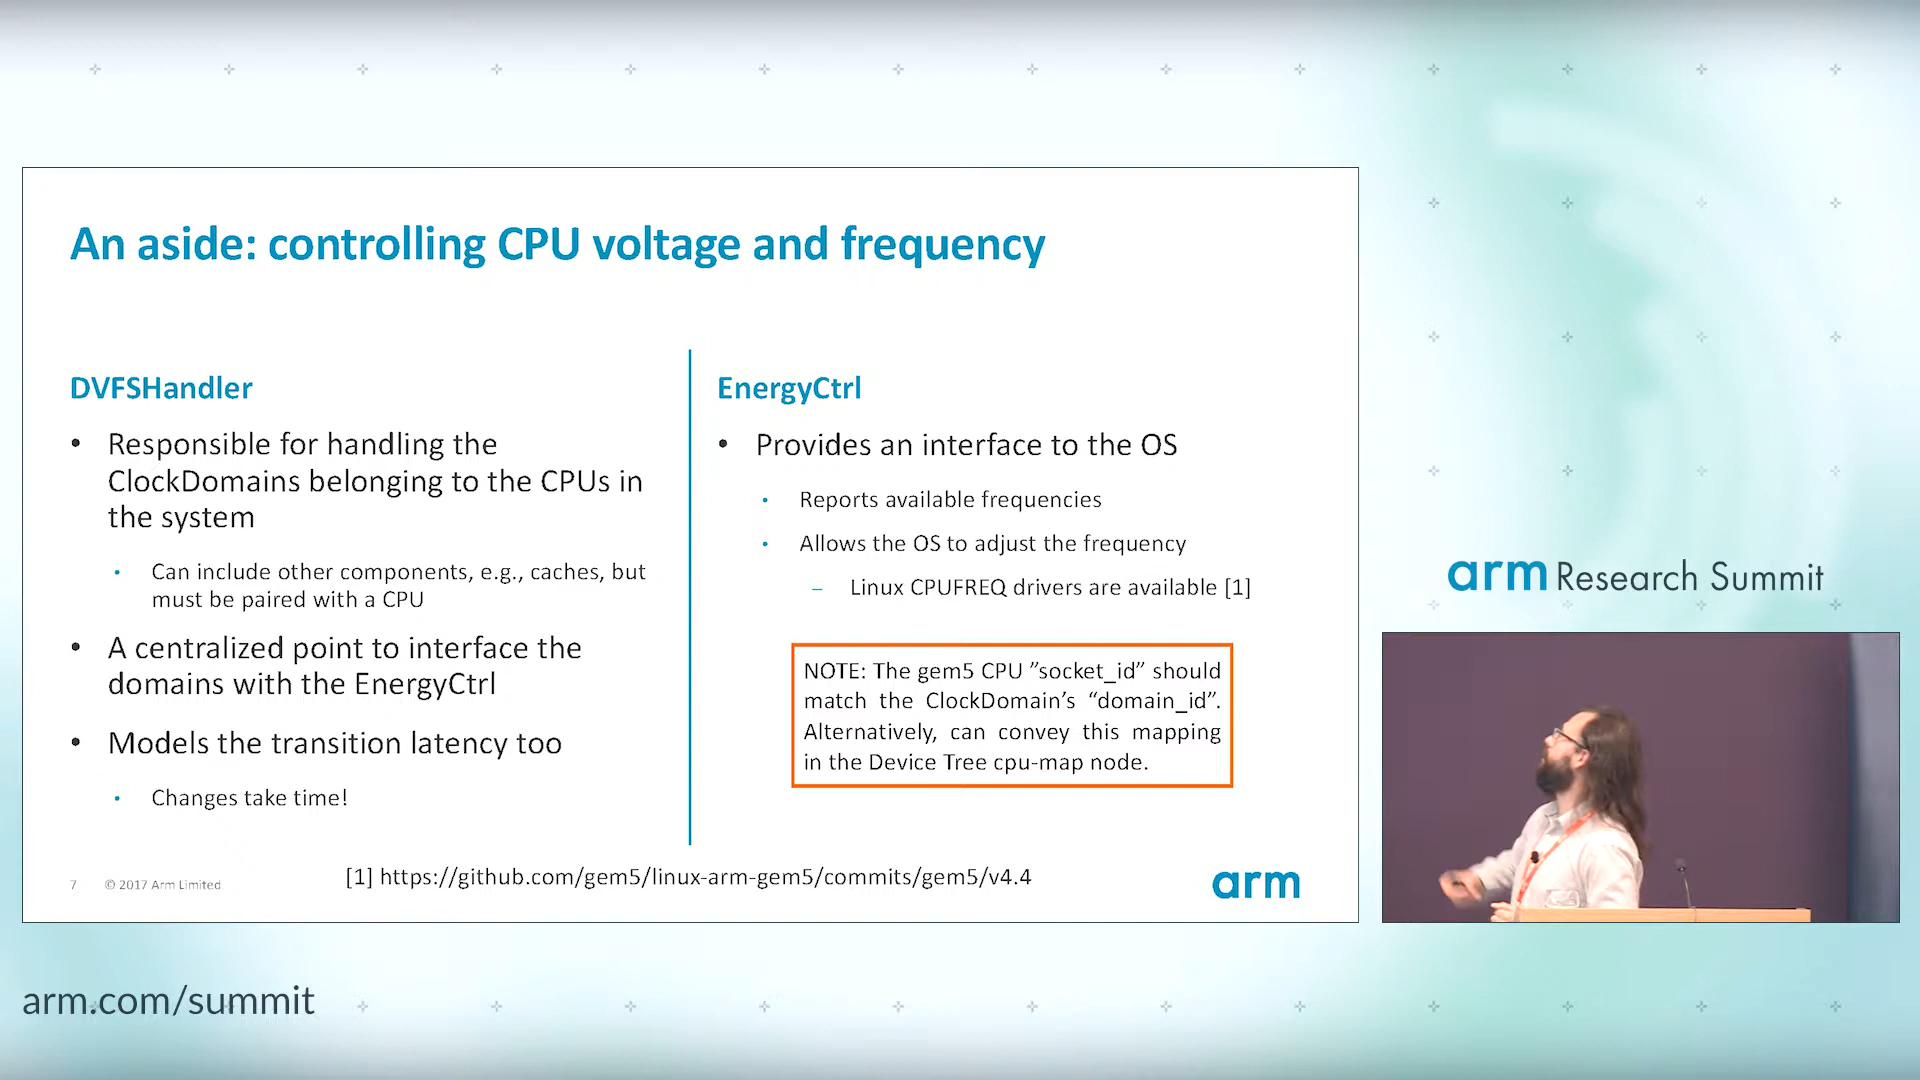 An aside: controlling CPU voltage and frequency
DVFSHandler
• Responsible for handling the
ClockDomains belonging to the CPUs in
the system
• Can include other components, e.g., caches, but
must be paired with a CPU
• A centralized point to interface the
domains with the EnergyCtrl
• Models the transition latency too
• Changes take time!
EnergyCtrl
• Provides an interface to the OS
• Reports available frequencies
• Allows the OS to adjust the frequency
– Linux CPUFREQ drivers are available [1]
NOTE: The gem5 CPU ”socket_id” should
match the ClockDomain’s “domain_id”.
Alternatively, can convey this mapping
in the Device Tree cpu-map node.
[1] https://github.com/gem5/linux-arm-gem5/commits/gem5/v4.4
7 © 2017 Arm Limited
arm
arm Research Summit
arm.com/summit